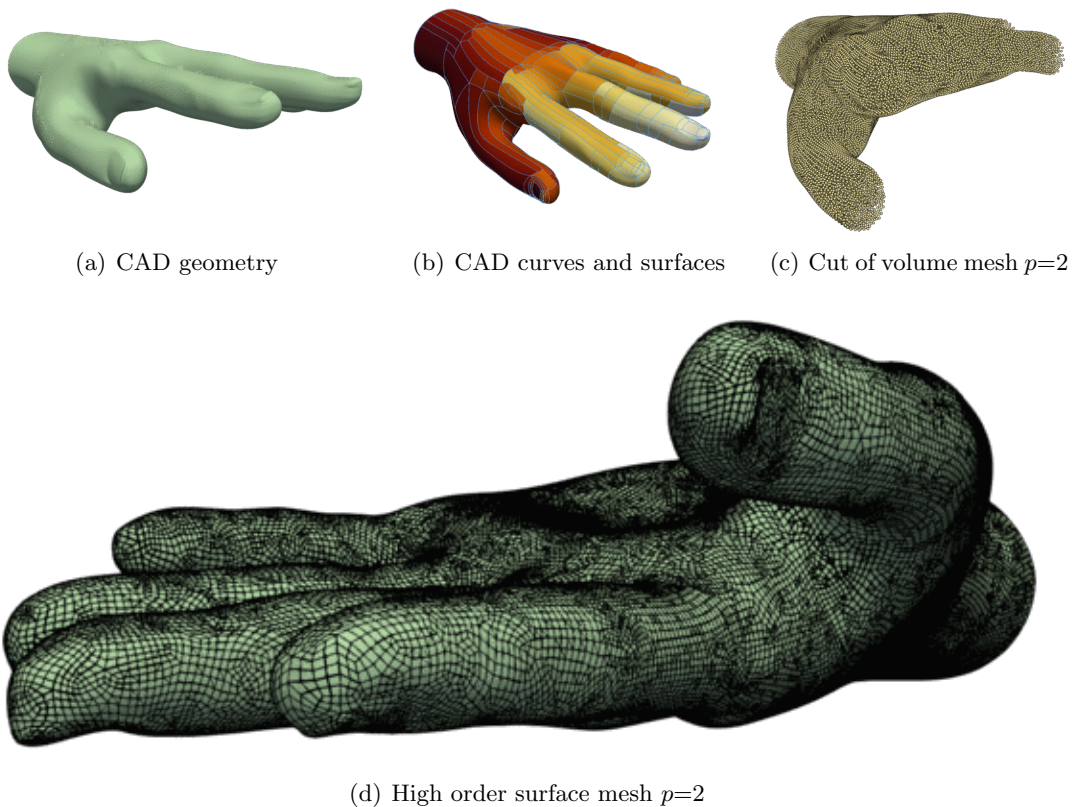 (a) CAD geometry
(b) CAD curves and surfaces
(c) Cut of volume mesh p=2
(d) High order surface mesh p=2